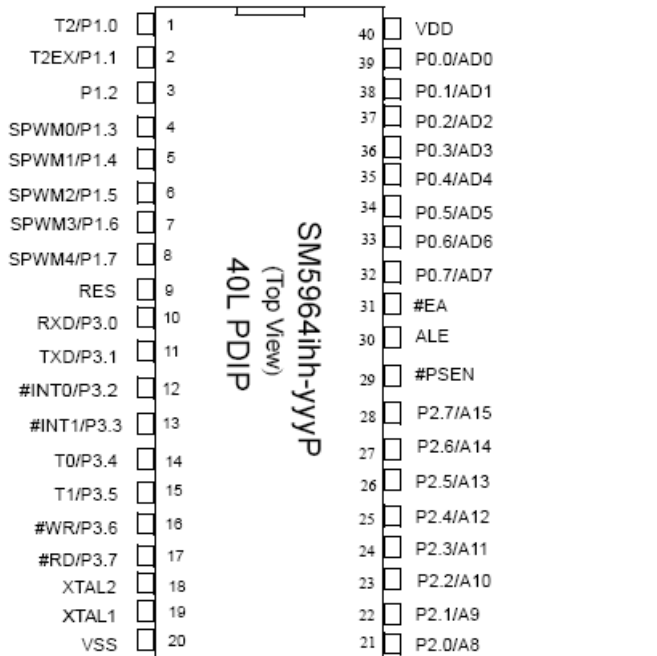 T2/P1.0 1
T2EX/P1.1 2
P1.2 3
SPWM0/P1.3 4
SPWM1/P1.4 5
SPWM2/P1.5 6
SPWM3/P1.6 7
SPWM4/P1.7 8
RES 9
RXD/P3.0 10
TXD/P3.1 11
#INT0/P3.2 12
#INT1/P3.3 13
T0/P3.4 14
T1/P3.5 15
#WR/P3.6 16
#RD/P3.7 17
XTAL2 18
XTAL1 19
VSS 20
SM5964ihh-yyyP
(Top View)
40L PDIP
40 VDD
39 P0.0/AD0
38 P0.1/AD1
37 P0.2/AD2
36 P0.3/AD3
35 P0.4/AD4
34 P0.5/AD5
33 P0.6/AD6
32 P0.7/AD7
31 #EA
30 ALE
29 #PSEN
28 P2.7/A15
27 P2.6/A14
26 P2.5/A13
25 P2.4/A12
24 P2.3/A11
23 P2.2/A10
22 P2.1/A9
21 P2.0/A8